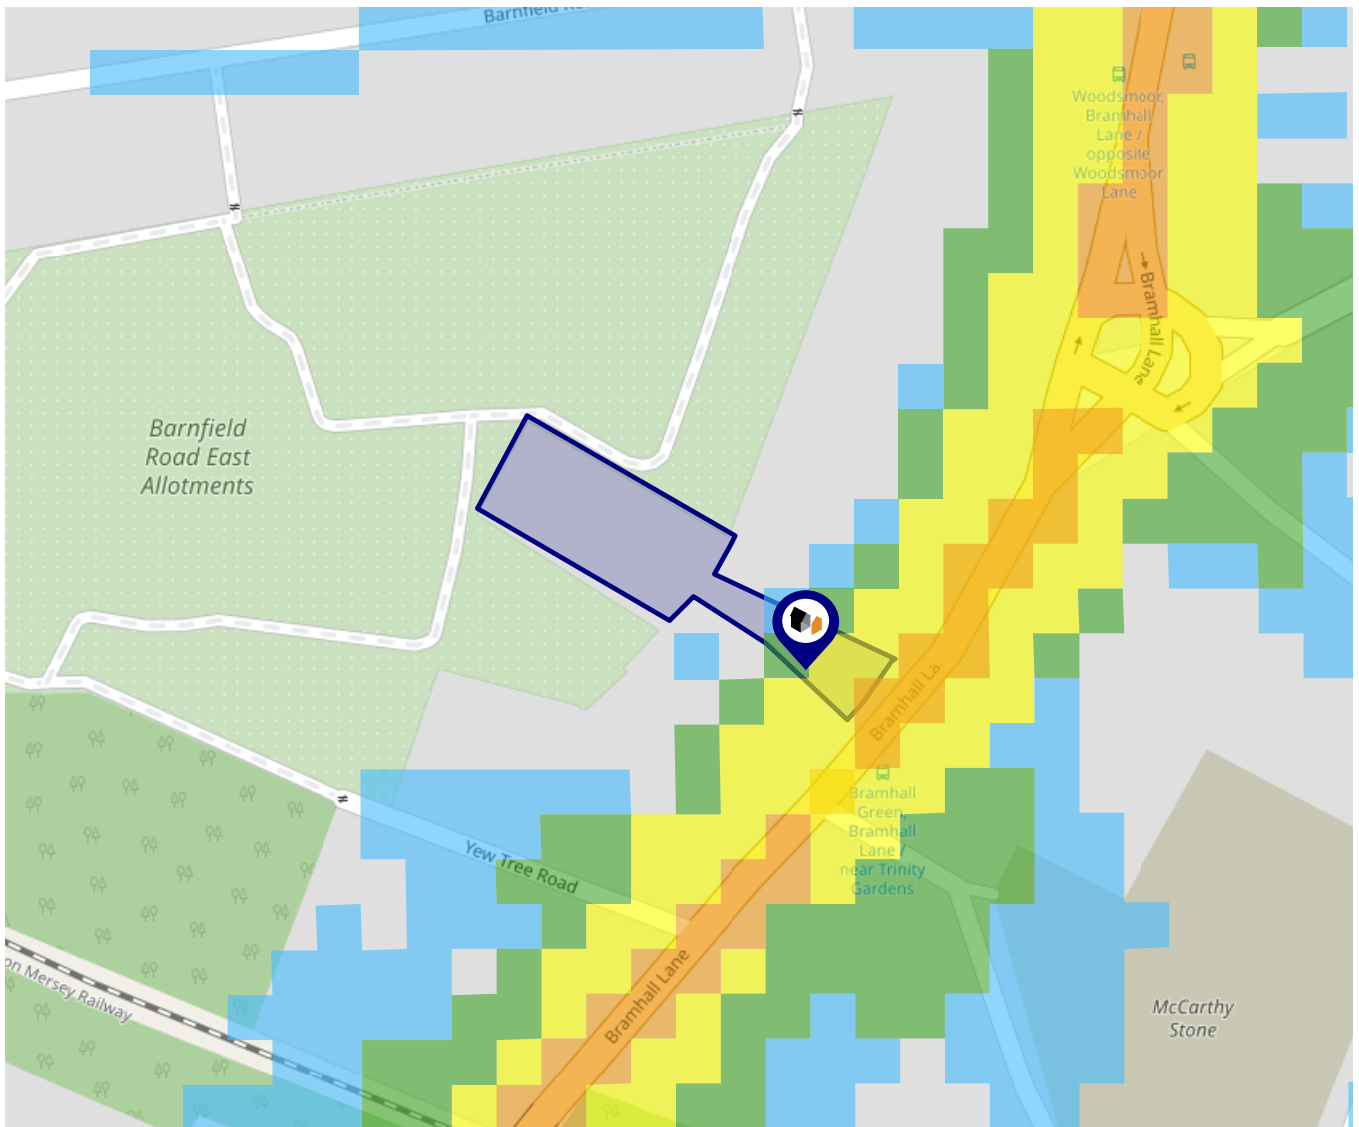 Barnfield Ro
Woodsmoor,
Bramhall
Lane /
opposite
Woodsmoor
Lane
Bramhall Lane
Barnfield
Road East
Allotments
Bramhall La
Bramhall
Green,
Bramhall
Lane /
near Trinity
Gardens
Yew Tree Road
Bramhall Lane
on Mersey Railway
McCarthy
Stone